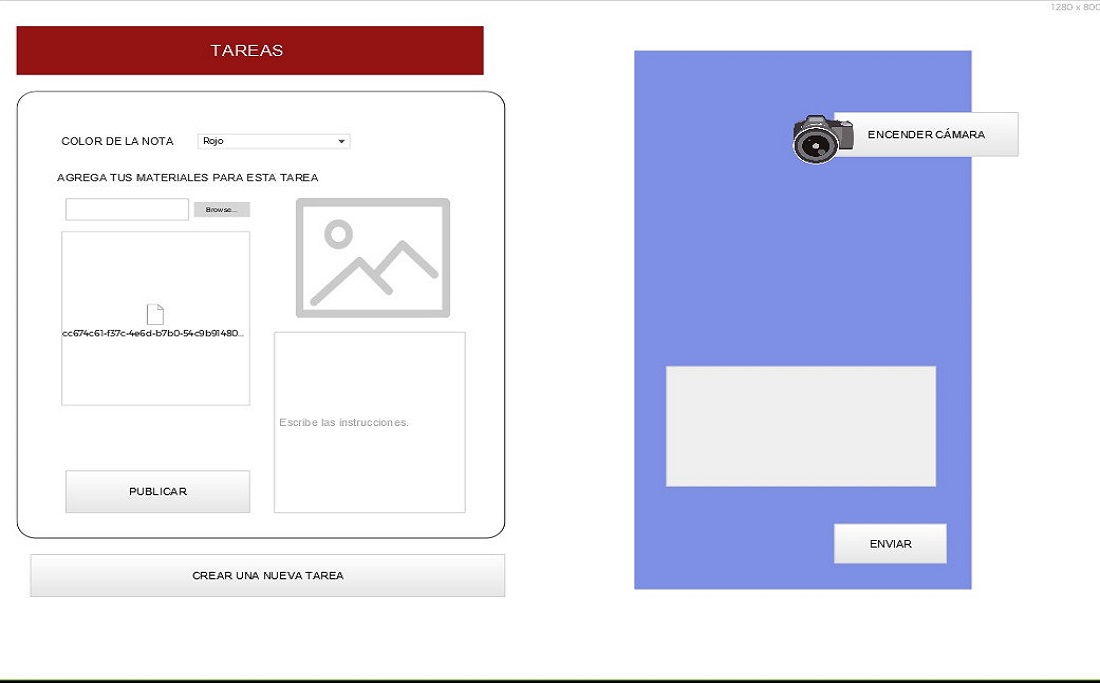 1280 x 800
TAREAS
COLOR DE LA NOTA
Rojo
AGREGA TUS MATERIALES PARA ESTA TAREA
Browse...
cc674c61-f37c-4e6d-b7b0-54c9b91480...
Escribe las instrucciones.
PUBLICAR
CREAR UNA NUEVA TAREA
ENCENDER CÁMARA
ENVIAR